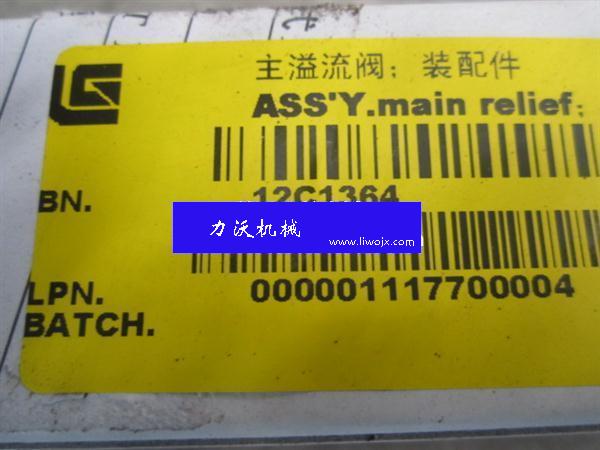 主溢流阀；装配件
ASS'Y.main relief;
BN.
12C1364
力沃机械
www.liwojx.com
LPN.
000001117700004
BATCH.